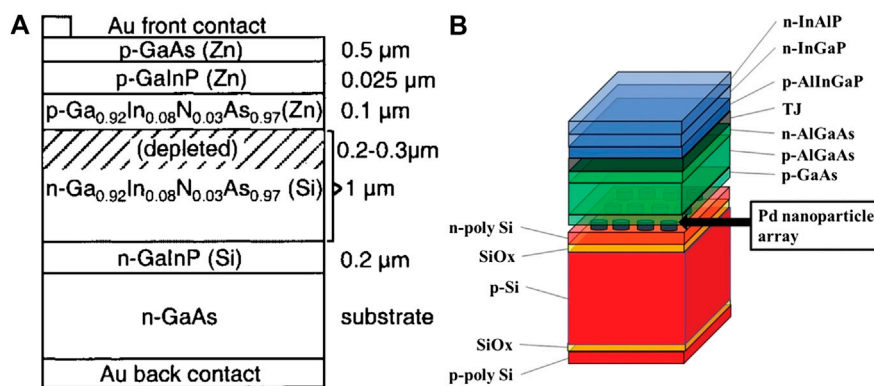 A
Au front contact
p-GaAs (Zn)
0.5 μm
p-GaInP (Zn)
0.025 μm
p-Ga0.92In0.08N0.03As0.97(Zn)
0.1 μm
(depleted)
0.2-0.3μm
n-Ga0.92In0.08N0.03As0.97 (Si)
1 μm
n-GaInP (Si)
0.2 μm
n-GaAs
substrate
Au back contact
B
n-InAlP
n-InGaP
p-AlInGaP
TJ
n-AlGaAs
p-AlGaAs
p-GaAs
Pd nanoparticle
array
n-poly Si
SiOx
p-Si
SiOx
p-poly Si